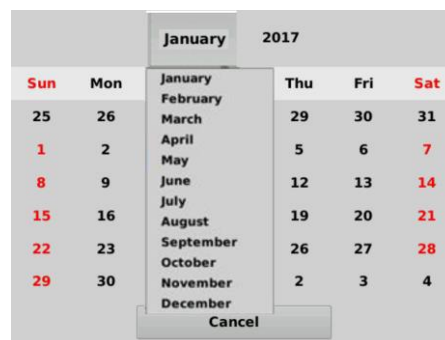 January 2017
Sun Mon Thu Fri Sat
January
February
March
April
May
June
July
August
September
October
November
December
25 26 29 30 31
1 2 5 6 7
8 9 12 13 14
15 16 19 20 21
22 23 26 27 28
29 30 2 3 4
Cancel